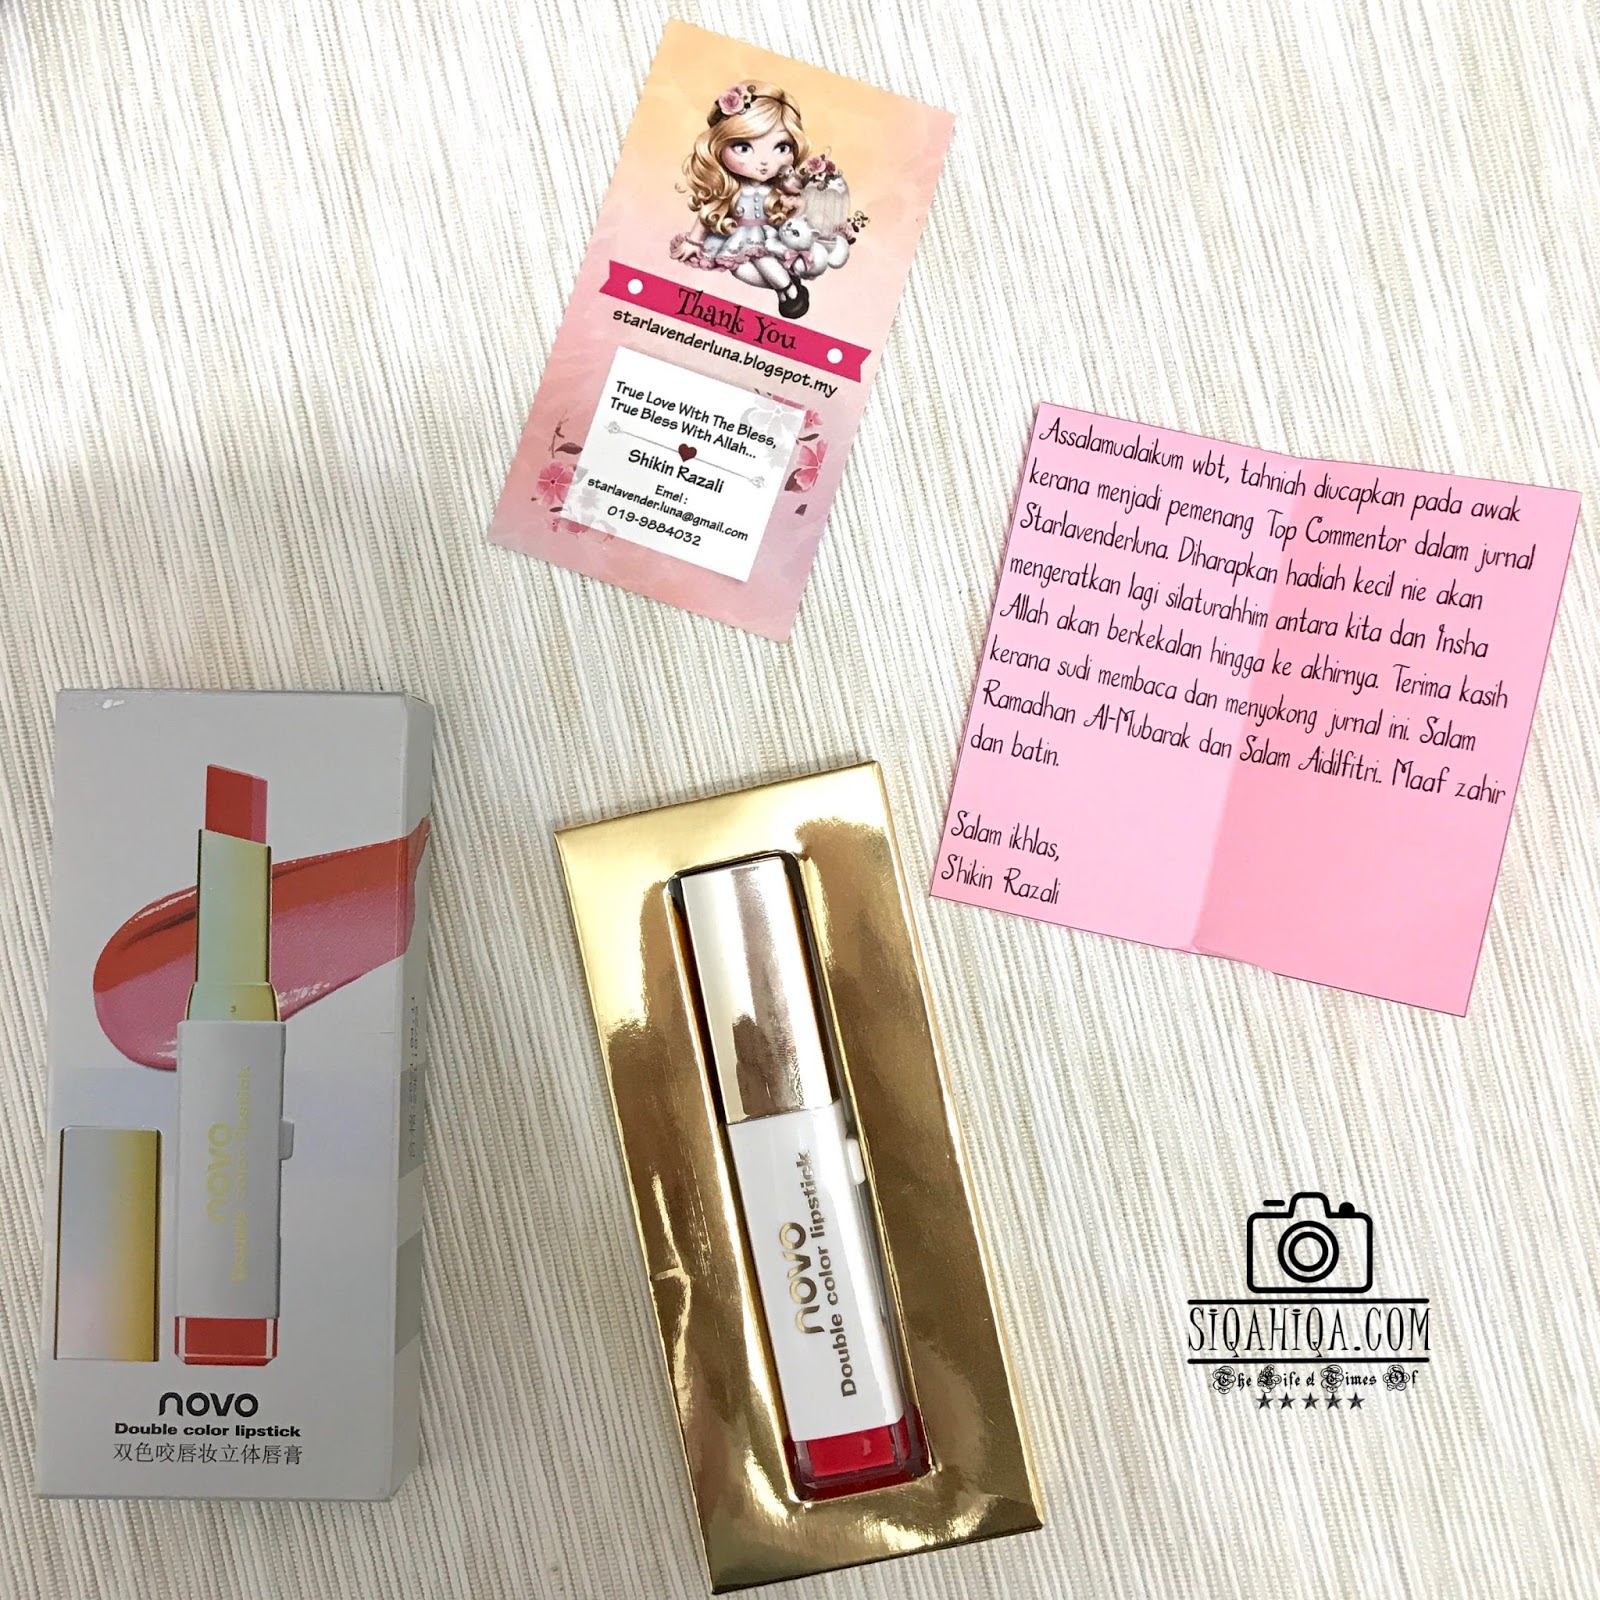 Thank You
starlavenderluna.blogspot.my
True Love With The Bless,
True Bless With Allah...
Shikin Razali
Emel :
starlavender.luna@gmail.com
019-9884032
Assalamualaikum wbt, tahniah diucapkan pada awak
kerana menjadi pemenang Top Commentor dalam jurnal
Starlavenderluna. Diharapkan hadiah kecil nie akan
mengeratkan lagi silaturahhim antara kita dan Insha
Allah akan berkekalan hingga ke akhirnya. Terima kasih
kerana sudi membaca dan menyokong jurnal ini. Salam
Ramadhan Al-Mubarak dan Salam Aidilfitri.. Maaf zahir
dan batin.
Salam ikhlas,
Shikin Razali
novo
Double color lipstick
novo
Double color lipstick
双色咬唇妆立体唇膏
novo
Double color lipstick
SIQAHIQA.COM
The Life & Times Of